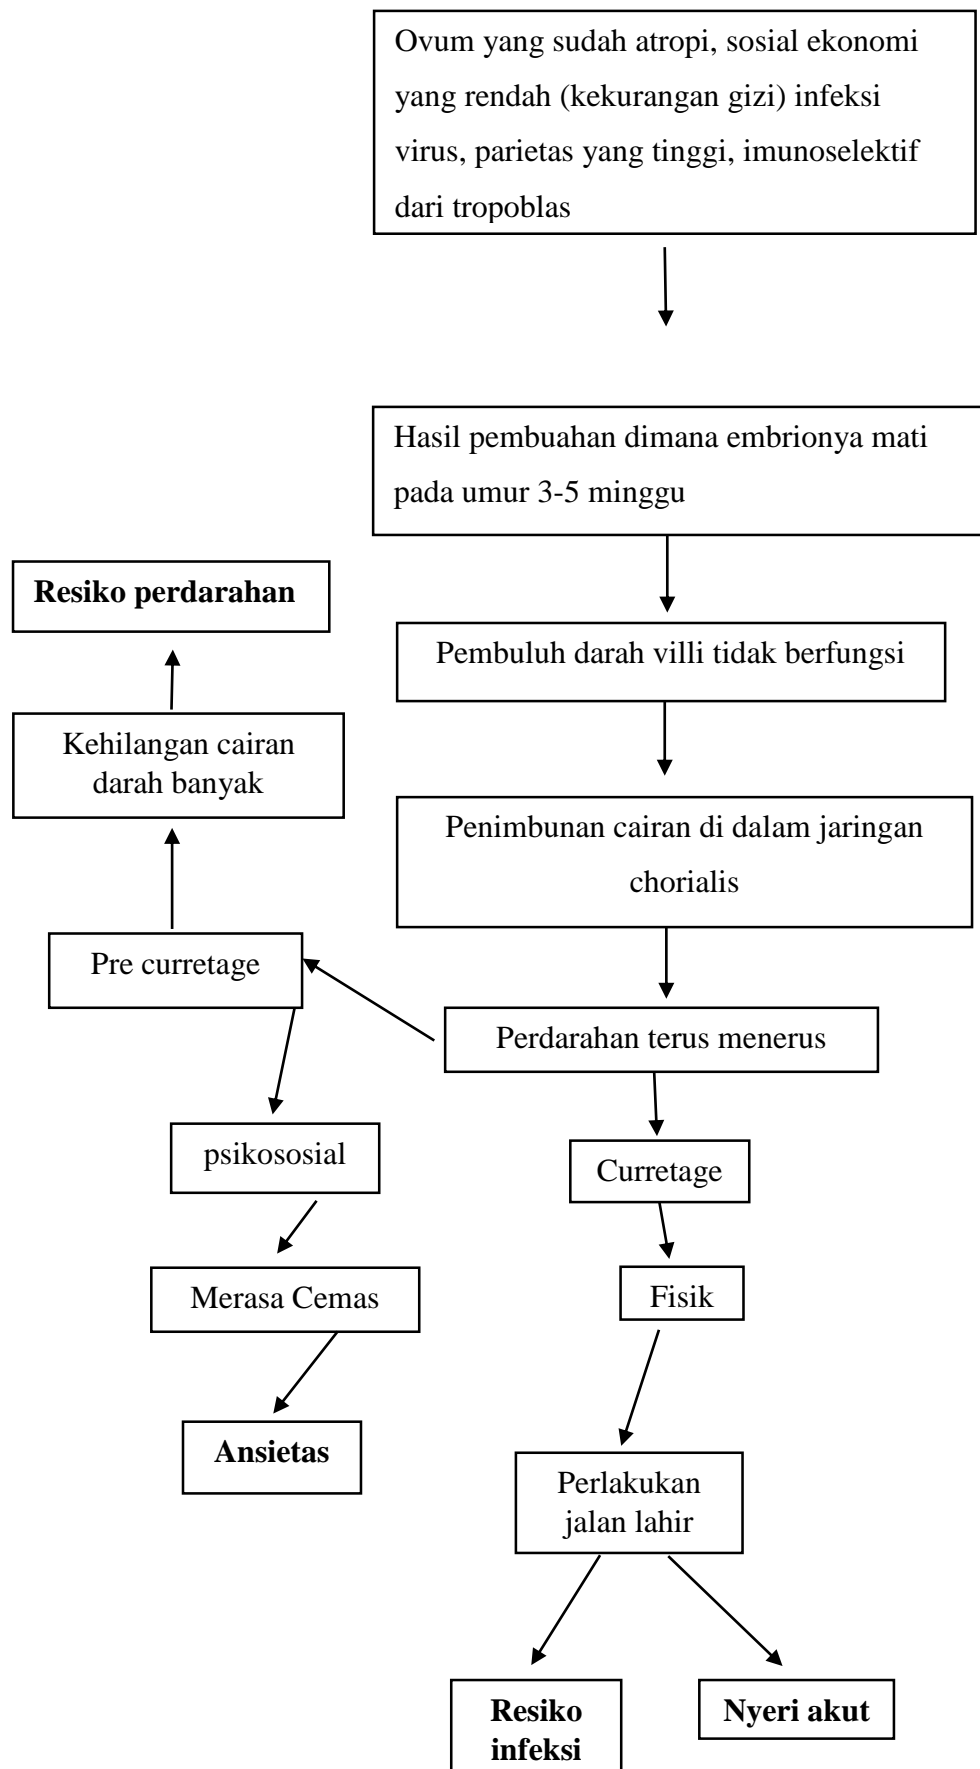 Ovum yang sudah atropi, sosial ekonomi
yang rendah (kekurangan gizi) infeksi
virus, parietas yang tinggi, imunoselektif
dari tropoblas
Hasil pembuahan dimana embrionya mati
pada umur 3-5 minggu
Resiko perdarahan
Pembuluh darah villi tidak berfungsi
Kehilangan cairan
darah banyak
Penimbunan cairan di dalam jaringan
chorialis
Pre curretage
Perdarahan terus menerus
psikososial
Curretage
Merasa Cemas
Fisik
Ansietas
Perlakukan
jalan lahir
Resiko
infeksi
Nyeri akut